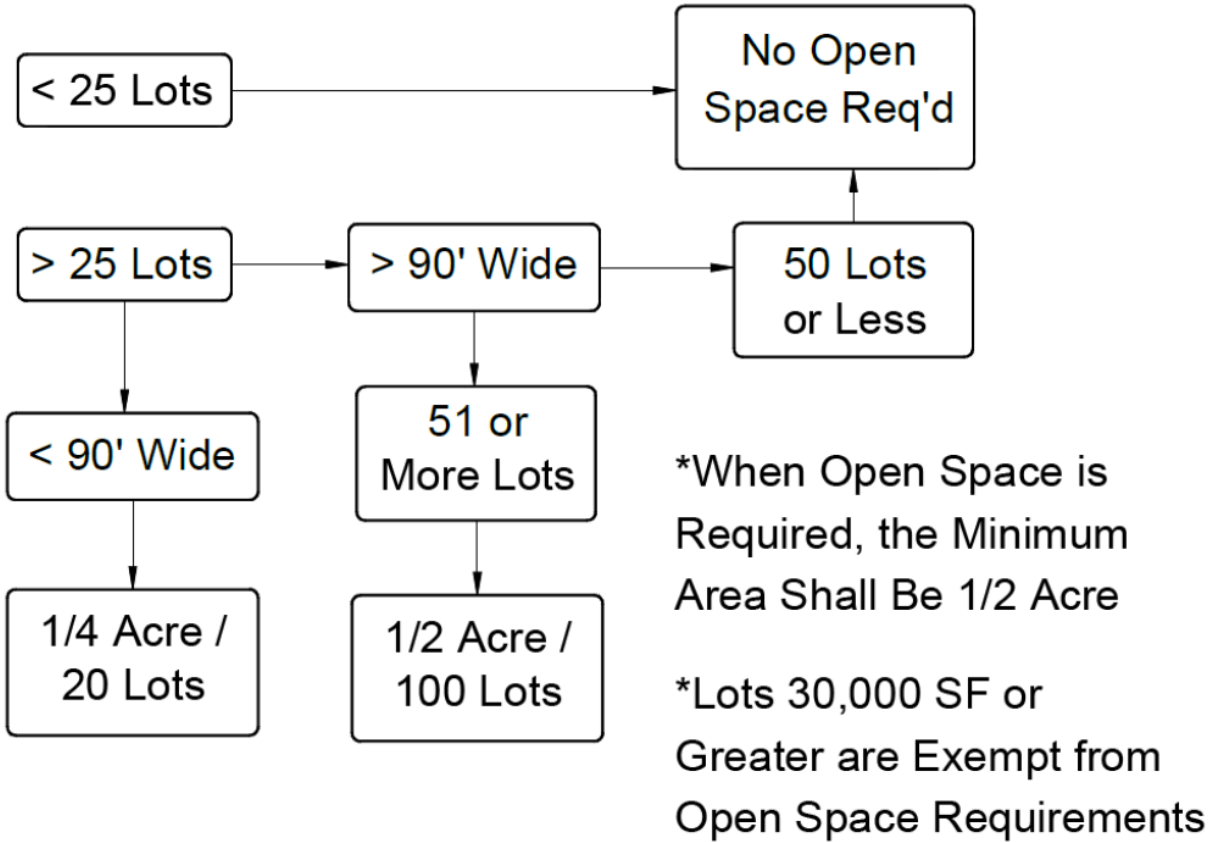 < 25 Lots
No Open
Space Req'd
> 25 Lots
> 90' Wide
50 Lots
or Less
< 90' Wide
51 or
More Lots
1/4 Acre /
20 Lots
1/2 Acre /
100 Lots
*When Open Space is
Required, the Minimum
Area Shall Be 1/2 Acre
*Lots 30,000 SF or
Greater are Exempt from
Open Space Requirements